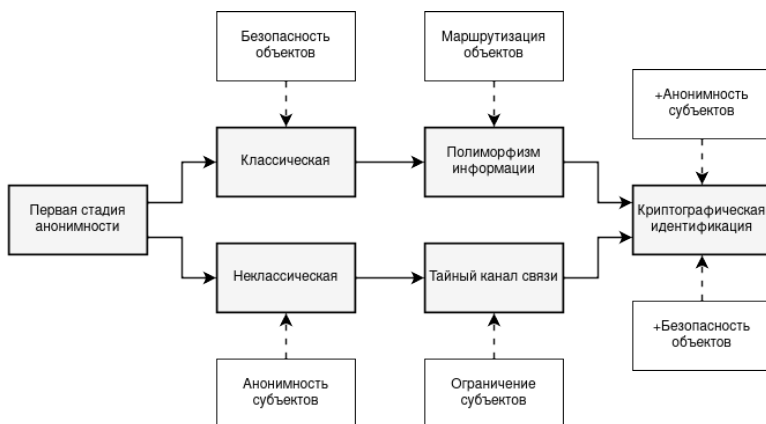 Безопасность
объектов
Маршрутизация
объектов
+Анонимность
субъектов
Классическая
Полиморфизм
информации
Первая стадия
анонимности
Криптографическая
идентификация
Неклассическая
Тайный канал связи
+Безопасность
объектов
Анонимность
субъектов
Ограничение
субъектов